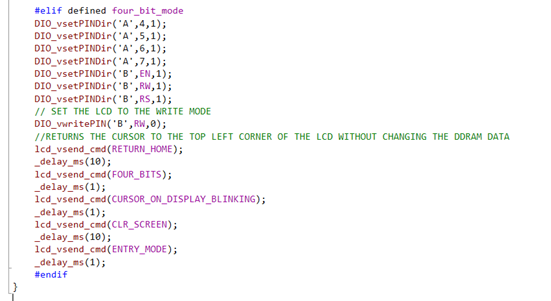 #elif defined four_bit_mode
DIO_vsetPINDir('A',4,1);
DIO_vsetPINDir('A',5,1);
DIO_vsetPINDir('A',6,1);
DIO_vsetPINDir('A',7,1);
DIO_vsetPINDir('B',EN,1);
DIO_vsetPINDir('B',RW,1);
DIO_vsetPINDir('B',RS,1);
// SET THE LCD TO THE WRITE MODE
DIO_vwritePIN('B',RW,0);
//RETURNS THE CURSOR TO THE TOP LEFT CORNER OF THE LCD WITHOUT CHANGING THE DDRAM DATA
lcd_vsend_cmd(RETURN_HOME);
_delay_ms(10);
lcd_vsend_cmd(FOUR_BITS);
_delay_ms(1);
lcd_vsend_cmd(CURSOR_ON_DISPLAY_BLINKING);
_delay_ms(1);
lcd_vsend_cmd(CLR_SCREEN);
_delay_ms(10);
lcd_vsend_cmd(ENTRY_MODE);
_delay_ms(1);
#endif
}